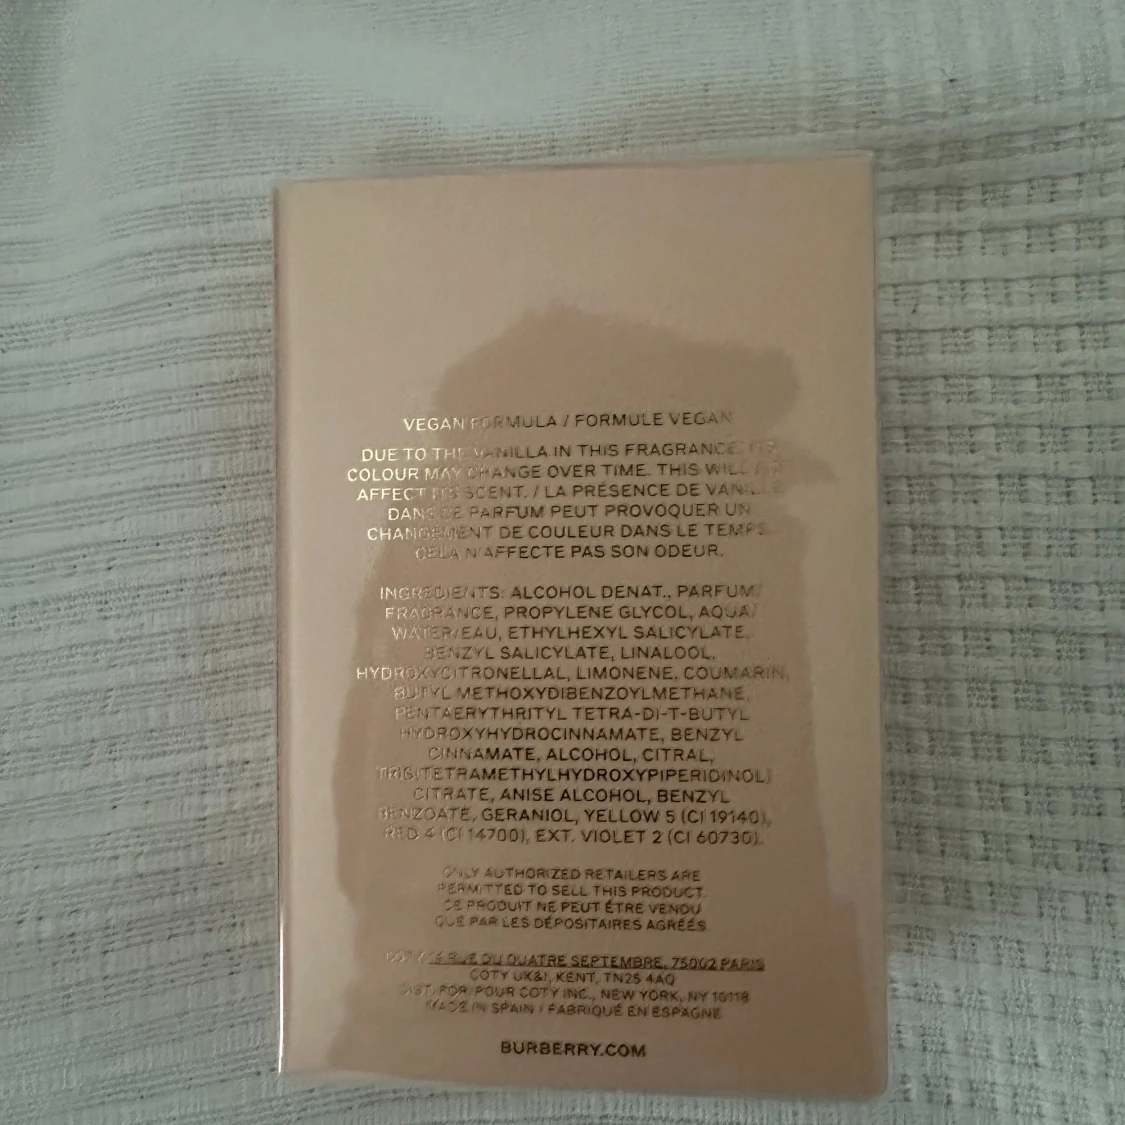 VEGAN FORMULA / FORMULE VEGAN
DUE TO THE VANILLA IN THIS FRAGRANCE, ITS
COLOUR MAY CHANGE OVER TIME. THIS WILL NOT
AFFECT ITS SCENT. / LA PRÉSENCE DE VANILLE
DANS CE PARFUM PEUT PROVOQUER UN
CHANGEMENT DE COULEUR DANS LE TEMPS.
CELA N'AFFECTE PAS SON ODEUR.
INGREDIENTS: ALCOHOL DENAT., PARFUM/
FRAGRANCE, PROPYLENE GLYCOL, AQUA/
WATER/EAU, ETHYLHEXYL SALICYLATE,
BENZYL SALICYLATE, LINALOOL,
HYDROXYCITRONELLAL, LIMONENE, COUMARIN,
BUTYL METHOXYDIBENZOYLMETHANE,
PENTAERYTHRITYL TETRA-DI-T-BUTYL
HYDROXYHYDROCINNAMATE, BENZYL
CINNAMATE, ALCOHOL, CITRAL,
TRIS(TETRAMETHYLHYDROXYPIPERIDINOL)
CITRATE, ANISE ALCOHOL, BENZYL
BENZOATE, GERANIOL, YELLOW 5 (CI 19140),
RED 4 (CI 14700), EXT. VIOLET 2 (CI 60730).
ONLY AUTHORIZED RETAILERS ARE
PERMITTED TO SELL THIS PRODUCT.
CE PRODUIT NE PEUT ÊTRE VENDU
QUE PAR LES DÉPOSITAIRES AGRÉÉS.
COTY RUE DU QUATRE SEPTEMBRE, 75002 PARIS
COTY UK&I, KENT, TN25 4AQ
DIST. FOR/POUR COTY INC., NEW YORK, NY 10118
MADE IN SPAIN / FABRIQUÉ EN ESPAGNE
BURBERRY.COM